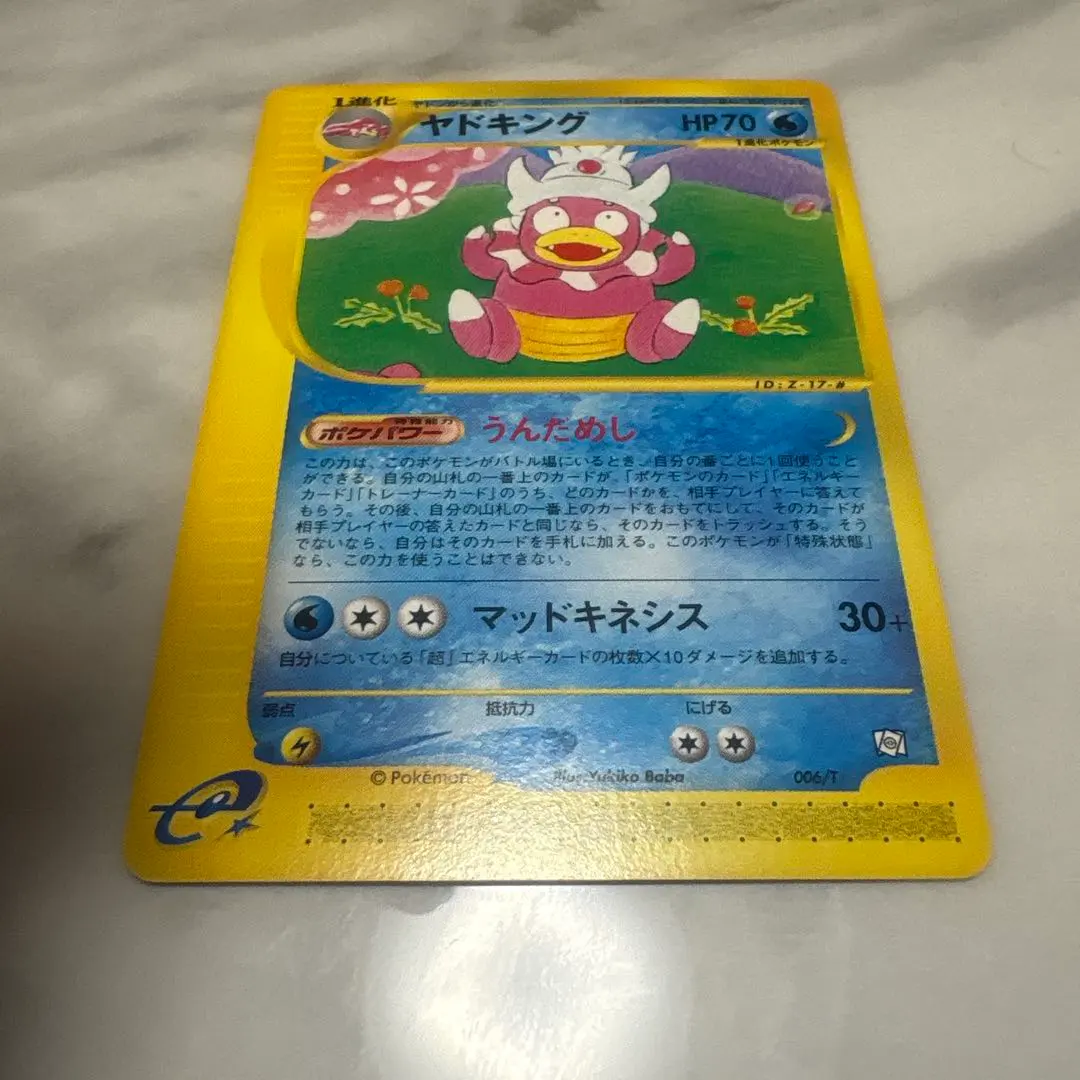 1進化 ヤドンから進化
ヤドキング HP70
1進化ポケモン
ID:Z-17-#
特殊能力
ポケパワー うんだめし
この力は、このポケモンがバトル場にいるとき、自分の番ごとに1回使うこと
ができる。自分の山札の一番上のカードが、「ポケモンのカード」「エネルギー
カード」「トレーナーカード」のうち、どのカードかを、相手プレイヤーに答えて
もらう。その後、自分の山札の一番上のカードをおもてにして、そのカードが
相手プレイヤーの答えたカードと同じなら、そのカードをトラッシュする。そう
でないなら、自分はそのカードを手札に加える。このポケモンが「特殊状態」
なら、この力を使うことはできない。
マッドキネシス 30+
自分についている「超」エネルギーカードの枚数×10ダメージを追加する。
弱点 抵抗力 にげる
© Pokémon Illus. Yukiko Baba 006/T
e